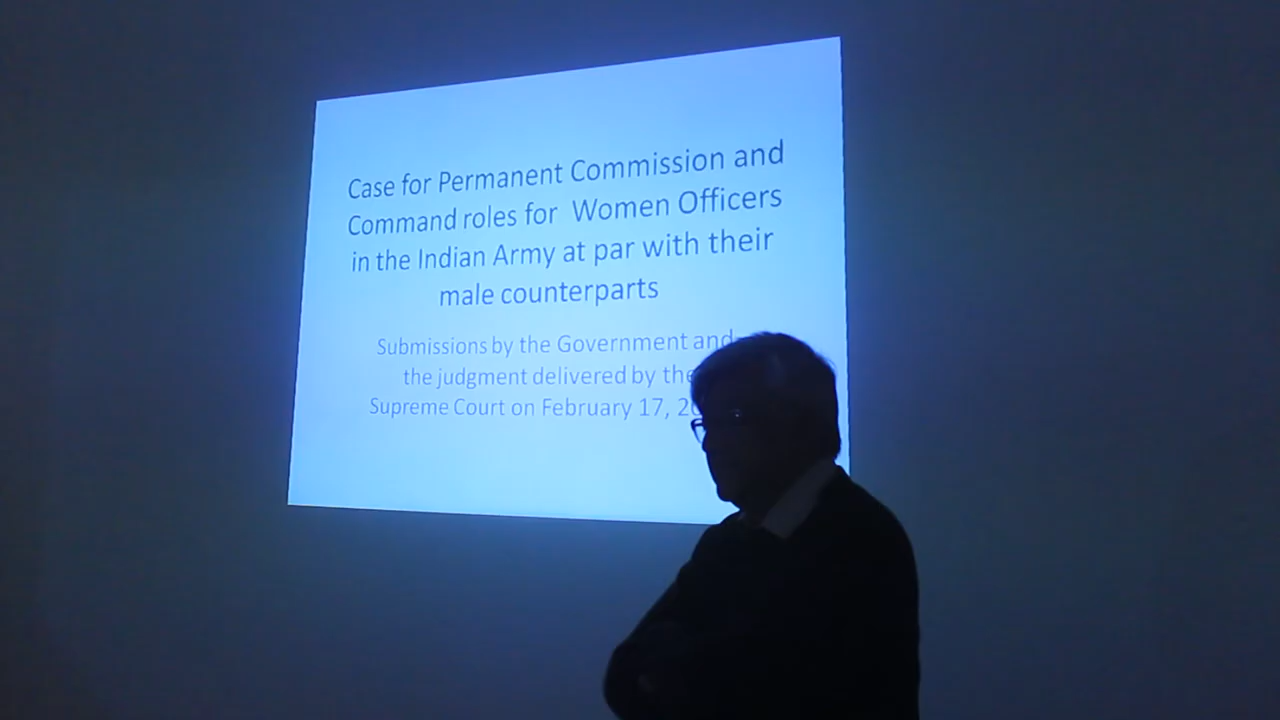 Case for Permanent Commission and
Command roles for Women Officers
in the Indian Army at par with their
male counterparts
Submissions by the Government and
the judgment delivered by the
Supreme Court on February 17,